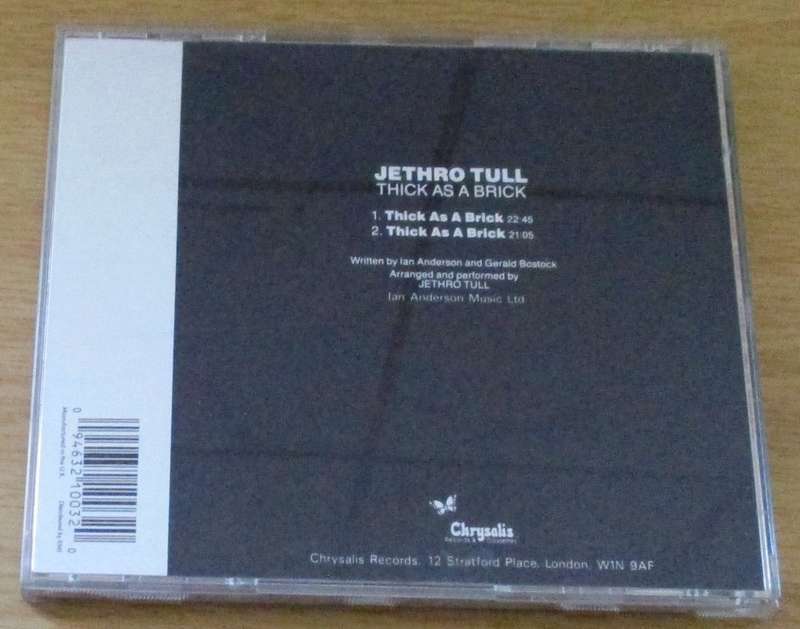 JETHRO TULL
THICK AS A BRICK
1. Thick As A Brick 22:45
2. Thick As A Brick 21:05
Written by Ian Anderson and Gerald Bostock
Arranged and performed by
JETHRO TULL
Ian Anderson Music Ltd
Chrysalis
Records & Cassettes
Chrysalis Records, 12 Stratford Place, London, W1N 9AF
0 94632 10032 0
Manufactured in the U.K.
Distributed by EMI